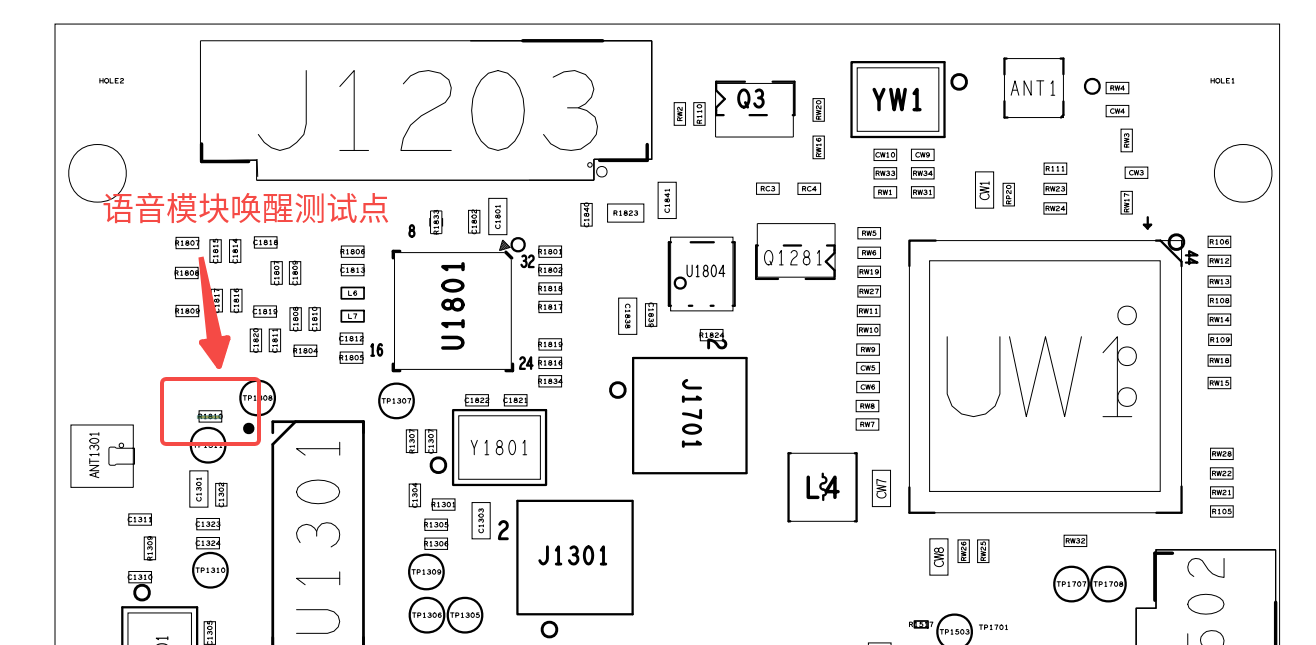 J1203
HOLE2
HOLE1
Q3
YW1
ANT1
RW4
CW4
RW2
R110
RW20
RW16
RW3
CW10
CW9
R111
CW3
RW33
RW34
RC3
RC4
RW1
RW31
CW1
RP20
RW23
RW24
RW17
语音模块唤醒测试点
C1841
C1840
R1823
8
R1833
C1802
C1801
R1807
C1815
C1814
C1818
R1806
R1801
32
RW5
R106
44
R1808
C1807
C1809
C1813
R1802
U1804
Q1281
RW6
RW12
RW19
RW13
L6
R1818
U1801
RW27
R108
R1809
C1817
C1816
C1819
C1808
C1810
L7
R1817
C1838
C1839
RW11
RW14
R1824
2
RW10
R109
C1820
C1811
R1804
C1812
R1805
16
R1819
R1816
24
R1834
RW9
RW18
CW5
RW15
CW6
UW1
TP1308
TP1307
C1822
C1821
J1701
RW8
RW7
R1810
TP1311
ANT1301
R1307
C1307
Y1801
L4
CW7
RW28
RW22
RW21
R105
C1301
C1302
C1304
R1301
C1303
2
C1311
C1323
R1305
R1309
C1324
R1306
J1301
CW8
RW26
RW25
RW32
C1310
TP1310
U1301
TP1309
TP1707
TP1708
502
TP1306
TP1305
C1305
TP1503
TP1701
01